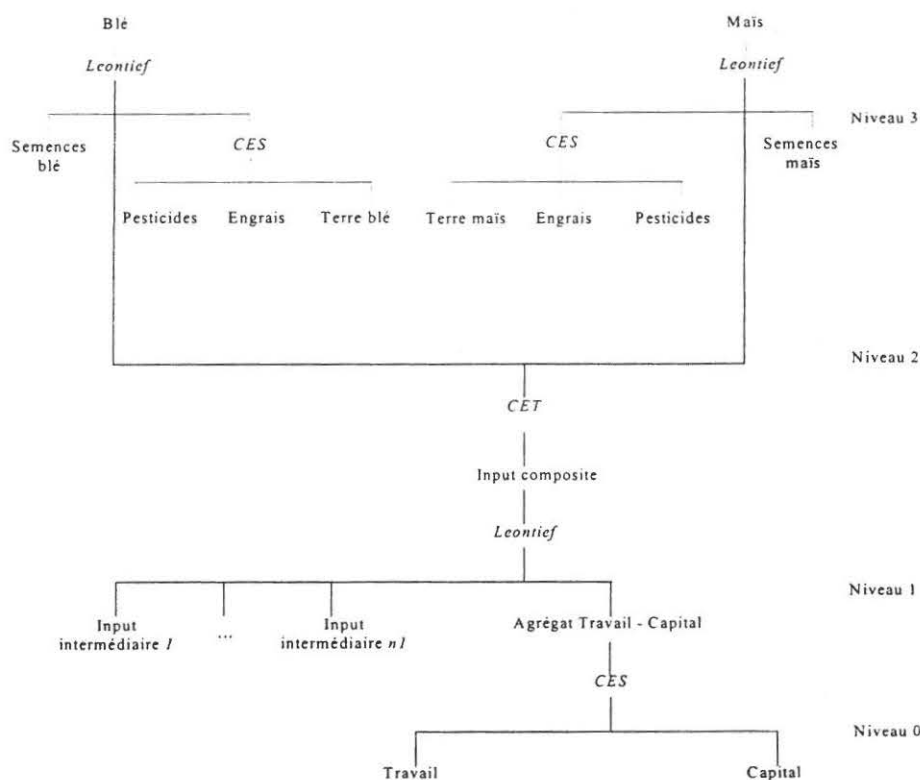 Blé Maïs
Leontief Leontief
Niveau 3
Semences CES CES Semences
blé maïs
Pesticides Engrais Terre blé Terre maïs Engrais Pesticides
Niveau 2
CET
Input composite
Leontief
Niveau 1
Input ... Input Agrégat Travail - Capital
intermédiaire 1 intermédiaire n1
CES
Niveau 0
Travail Capital